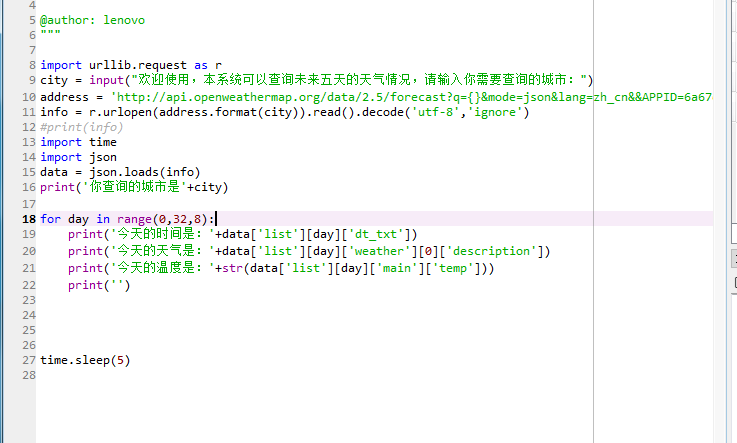 4
5 @author: lenovo
6 """
7
8 import urllib.request as r
9 city = input("欢迎使用，本系统可以查询未来五天的天气情况，请输入你需要查询的城市：")
10 address = 'http://api.openweathermap.org/data/2.5/forecast?q={}&mode=json&lang=zh_cn&&APPID=6a67
11 info = r.urlopen(address.format(city)).read().decode('utf-8','ignore')
12 #print(info)
13 import time
14 import json
15 data = json.loads(info)
16 print('你查询的城市是'+city)
17
18 for day in range(0,32,8):
19 print('今天的时间是：'+data['list'][day]['dt_txt'])
20 print('今天的天气是：'+data['list'][day]['weather'][0]['description'])
21 print('今天的温度是：'+str(data['list'][day]['main']['temp']))
22 print('')
23
24
25
26
27 time.sleep(5)
28